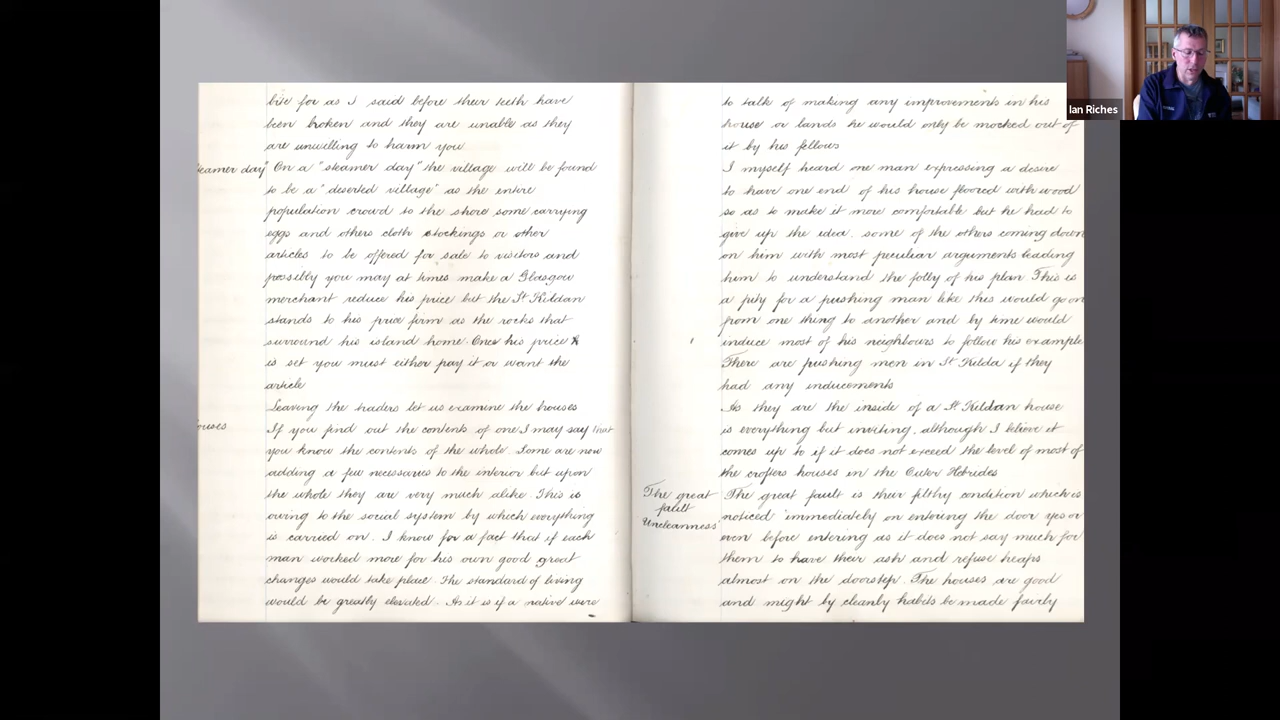 bite for as I said before their teeth have
been broken and they are unable as they
are unwilling to harm you
"Steamer day" On a "steamer day" the village will be found
to be a "deserted village" as the entire
population crowd to the shore some carrying
eggs and others cloth stockings or other
articles to be offered for sale to visitors and
possibly you may at times make a Glasgow
merchant reduce his price but the St Kildan
stands to his price firm as the rocks that
surround his island home. Once his price
is set you must either pay it or want the
article
Leaving the traders let us examine the houses
ouses If you find out the contents of one I may say that
you know the contents of the whole. Some are now
adding a few necessaries to the interior but upon
the whole they are very much alike. This is
owing to the social system by which everything
is carried on. I know for a fact that if each
man worked more for his own good great
changes would take place. The standard of living
would be greatly elevated. As it is if a native were
to talk of making any improvements in his
house or lands he would only be mocked out of
it by his fellows
I myself heard one man expressing a desire
to have one end of his house floored with wood
so as to make it more comfortable but he had to
give up the idea. some of the others coming down
on him with most peculiar arguments leading
him to understand the folly of his plan This is
a pity for a pushing man like this would go on
from one thing to another and by time would
induce most of his neighbours to follow his example
There are pushing men in St Kilda if they
had any inducements
As they are the inside of a St Kildan house
is everything but inviting, although I believe it
comes up to if it does not exceed the level of most of
the crofters houses in the Outer Hebrides
The great fault Uncleanness
The great fault is their filthy condition which is
noticed immediately on entering the door yes or
even before entering as it does not say much for
them to have their ash and refuse heaps
almost on the doorstep. The houses are good
and might by cleanly habits be made fairly
Ian Riches